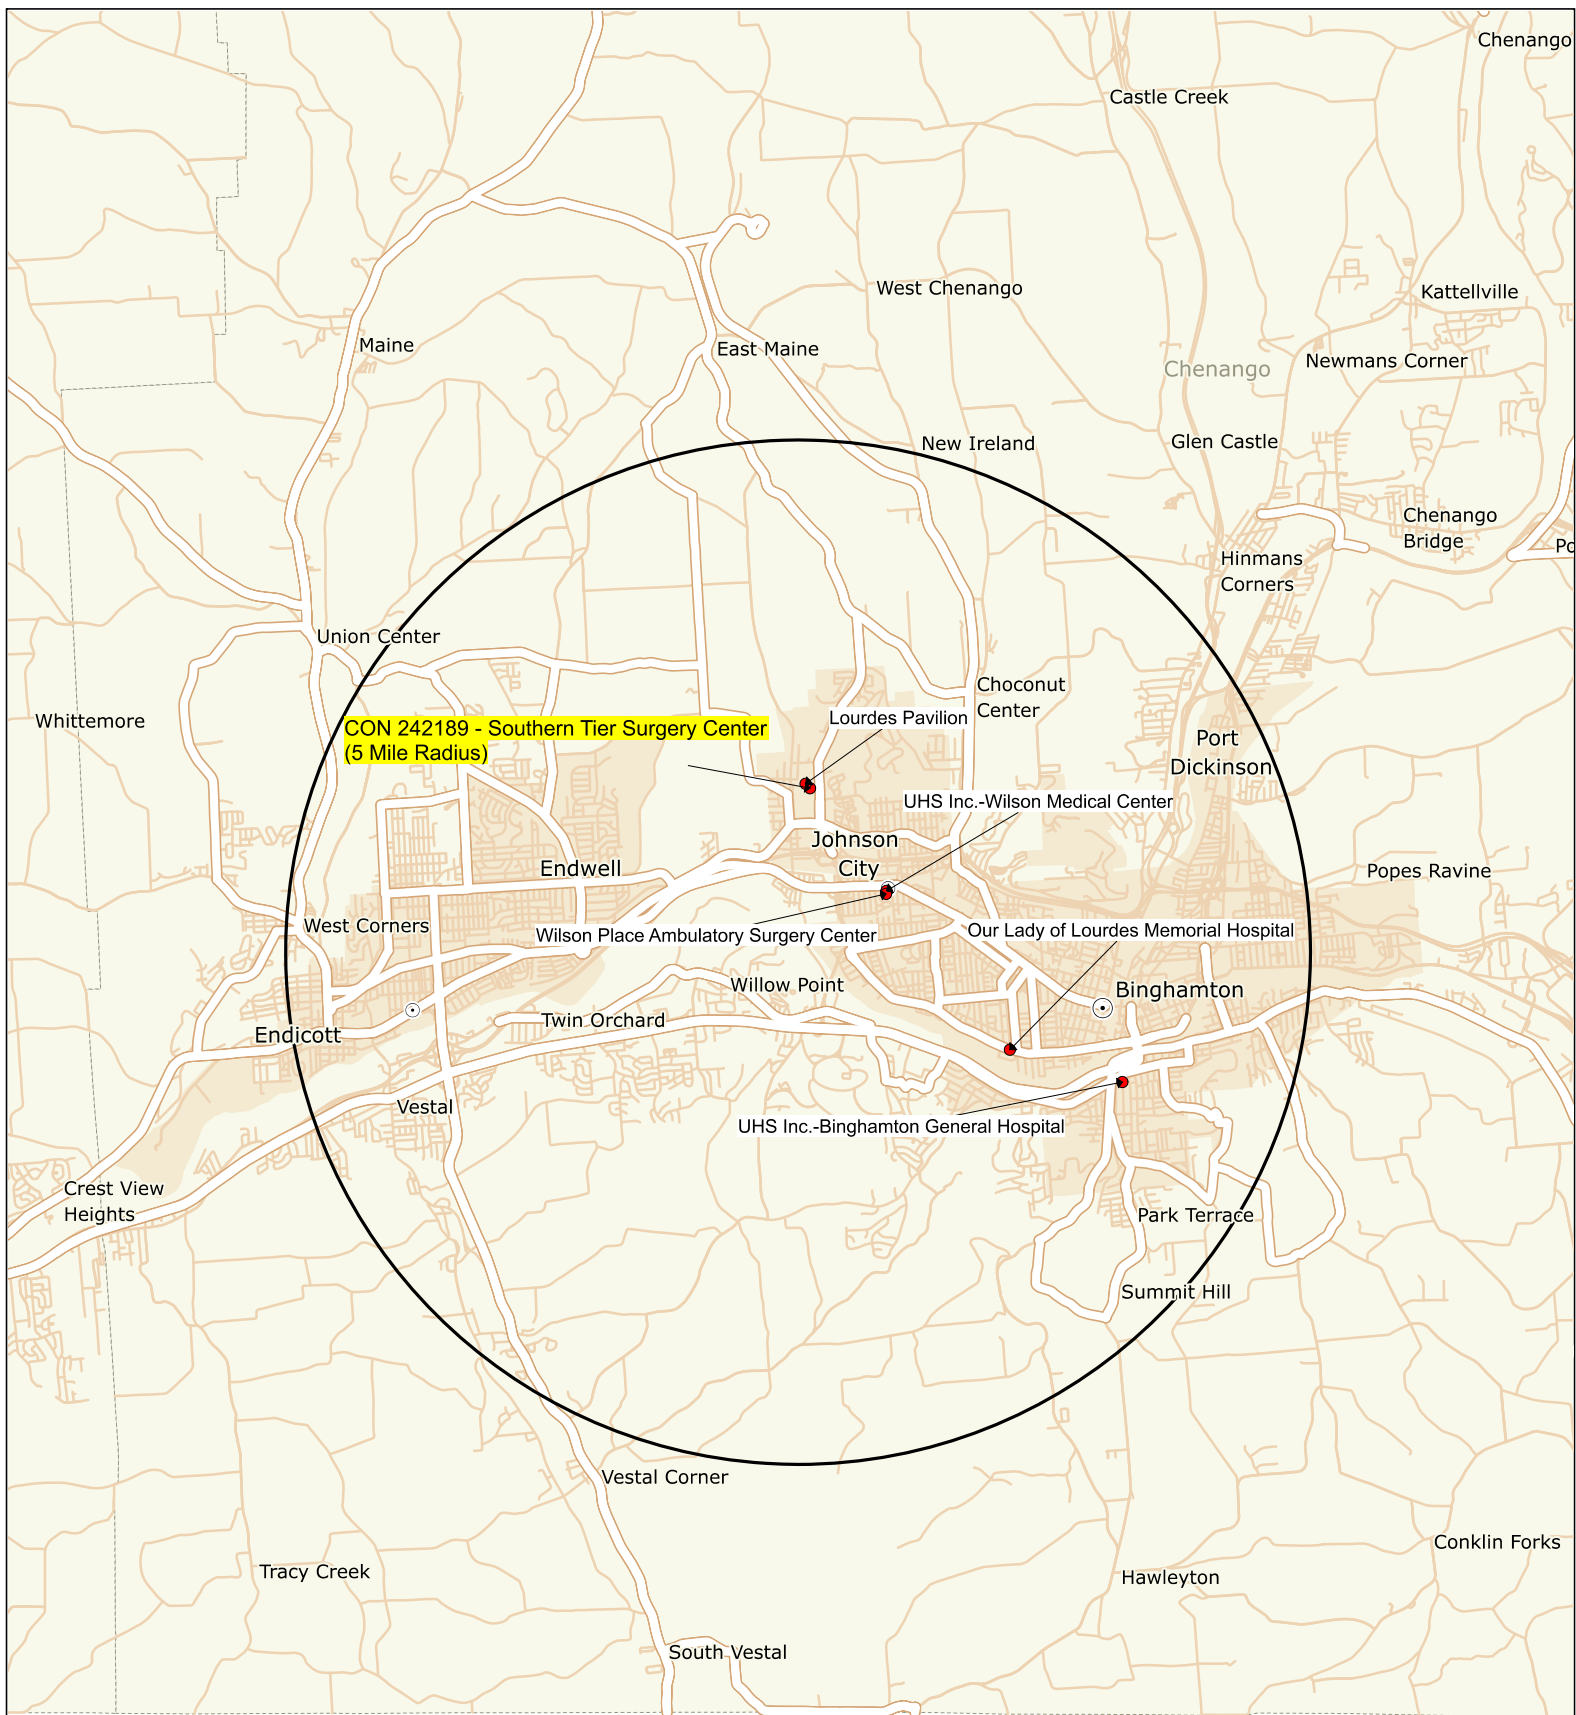 Chenango
Castle Creek
West Chenango
Kattellville
Maine
East Maine
Newmans Corner
Chenango
New Ireland
Glen Castle
Chenango
Bridge
Po
Hinmans
Corners
Union Center
Choconut
Center
Whittemore
CON 242189 - Southern Tier Surgery Center
(5 Mile Radius)
Lourdes Pavilion
Port
Dickinson
UHS Inc.-Wilson Medical Center
Johnson
City
Endwell
Popes Ravine
West Corners
Wilson Place Ambulatory Surgery Center
Our Lady of Lourdes Memorial Hospital
Willow Point
Binghamton
Twin Orchard
Endicott
Vestal
UHS Inc.-Binghamton General Hospital
Crest View
Heights
Park Terrace
Summit Hill
Vestal Corner
Conklin Forks
Tracy Creek
Hawleyton
South Vestal